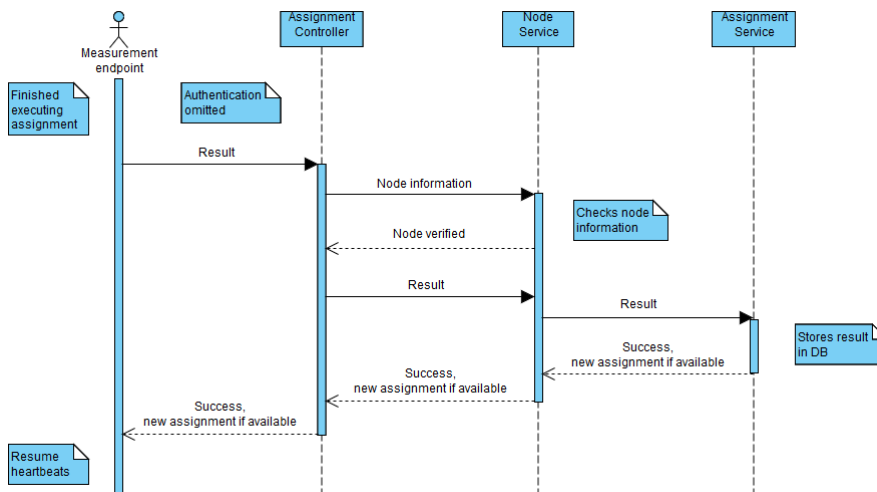 Assignment
Controller
Node
Service
Assignment
Service
Measurement
endpoint
Finished
executing
assignment
Authentication
omitted
Result
Node information
Checks node
information
Node verified
Result
Result
Stores result
in DB
Success,
new assignment if available
Success,
new assignment if available
Success,
new assignment if available
Resume
heartbeats